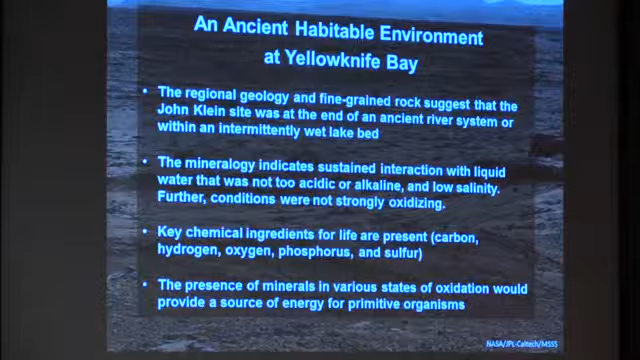 An Ancient Habitable Environment
at Yellowknife Bay
• The regional geology and fine-grained rock suggest that the
John Klein site was at the end of an ancient river system or
within an intermittently wet lake bed
• The mineralogy indicates sustained interaction with liquid
water that was not too acidic or alkaline, and low salinity.
Further, conditions were not strongly oxidizing.
• Key chemical ingredients for life are present (carbon,
hydrogen, oxygen, phosphorus, and sulfur)
• The presence of minerals in various states of oxidation would
provide a source of energy for primitive organisms
NASA/JPL-Caltech/MSSS